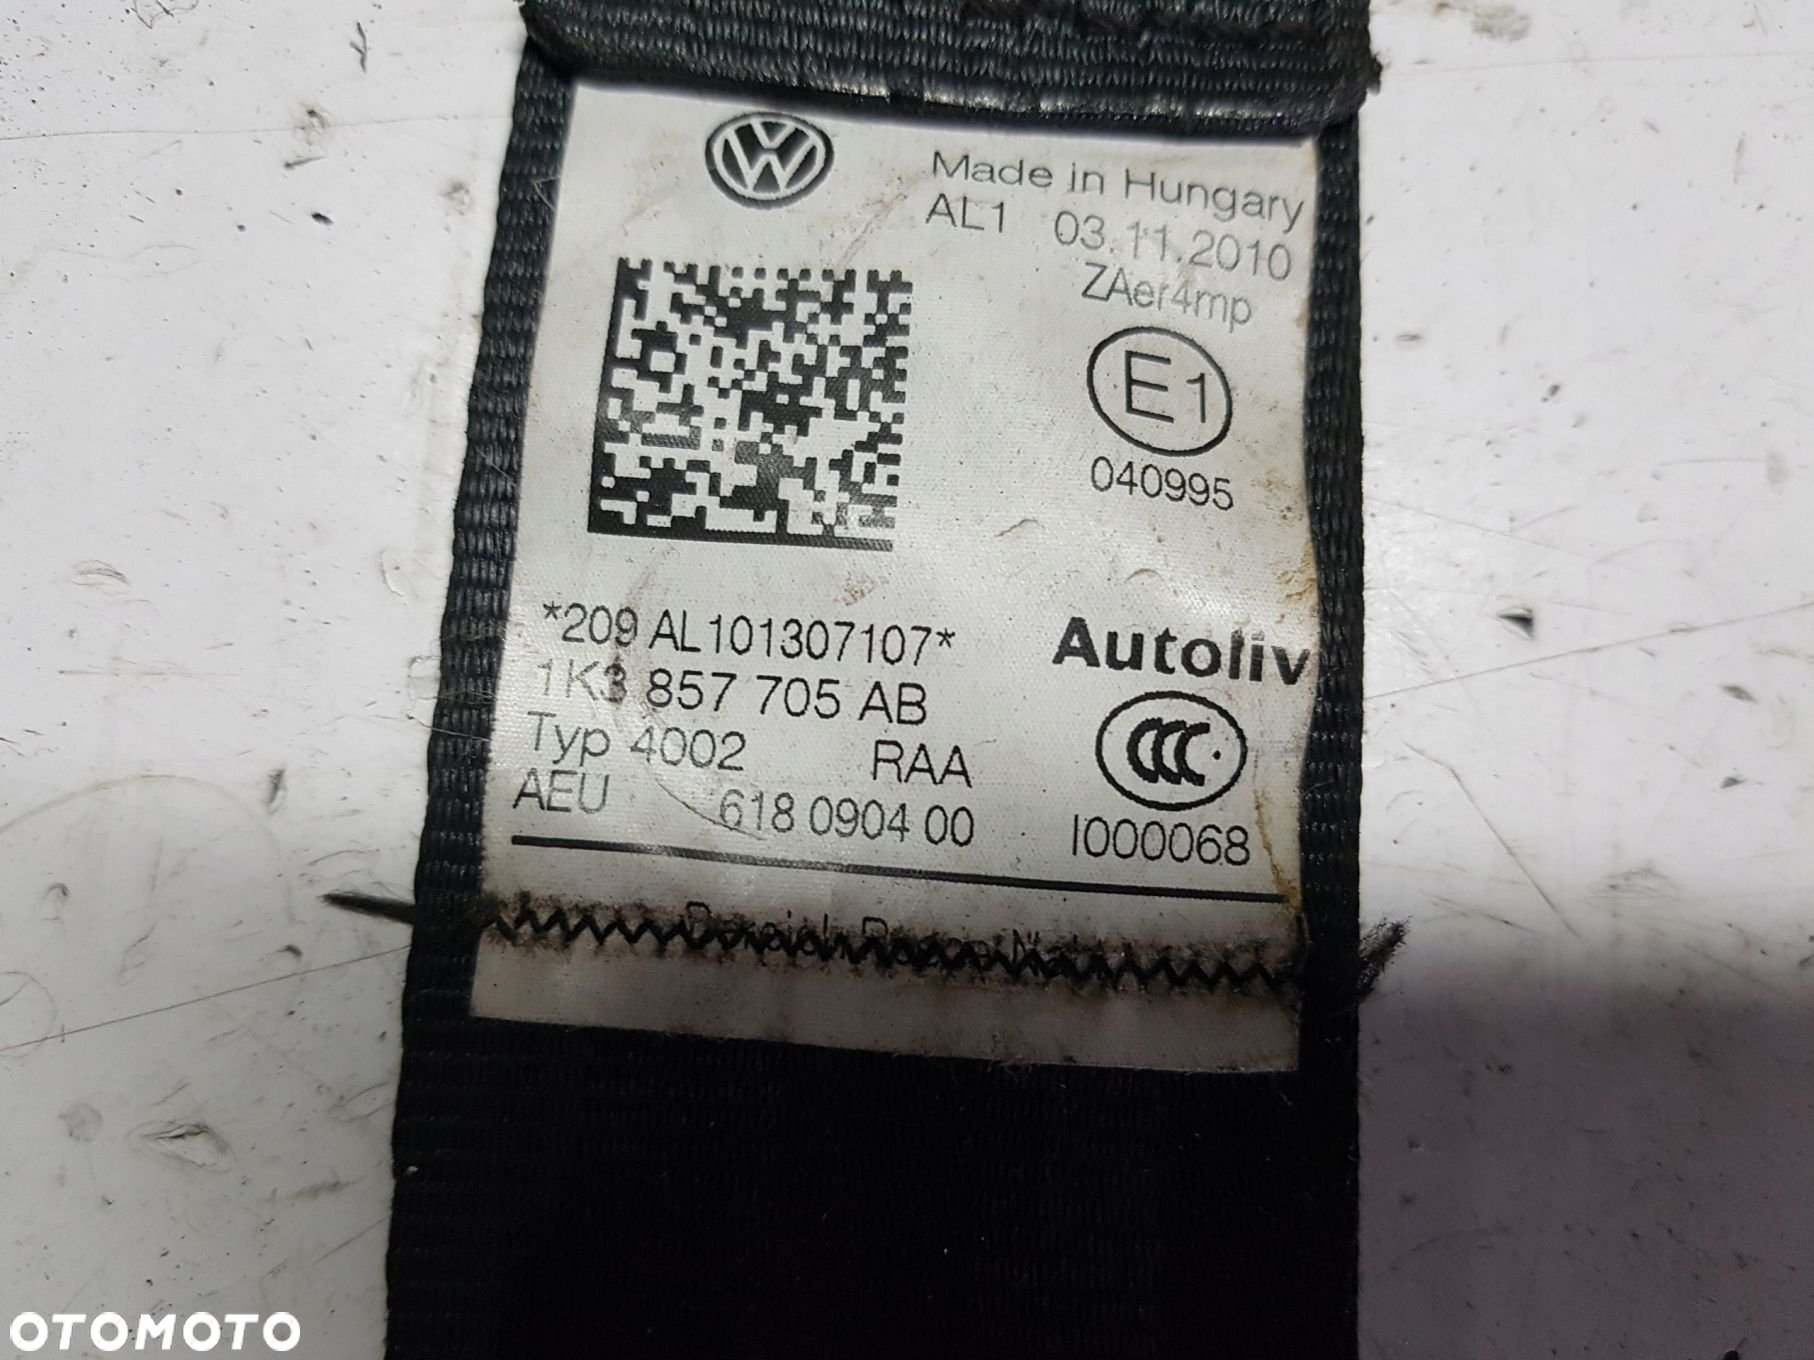 Made in Hungary
AL1 03.11.2010
ZAer4mp
E1
040995
*209 AL101307107*
Autoliv
1K3 857 705 AB
Typ 4002 RAA
CCC
AEU 618 0904 00
I000068
OTOMOTO